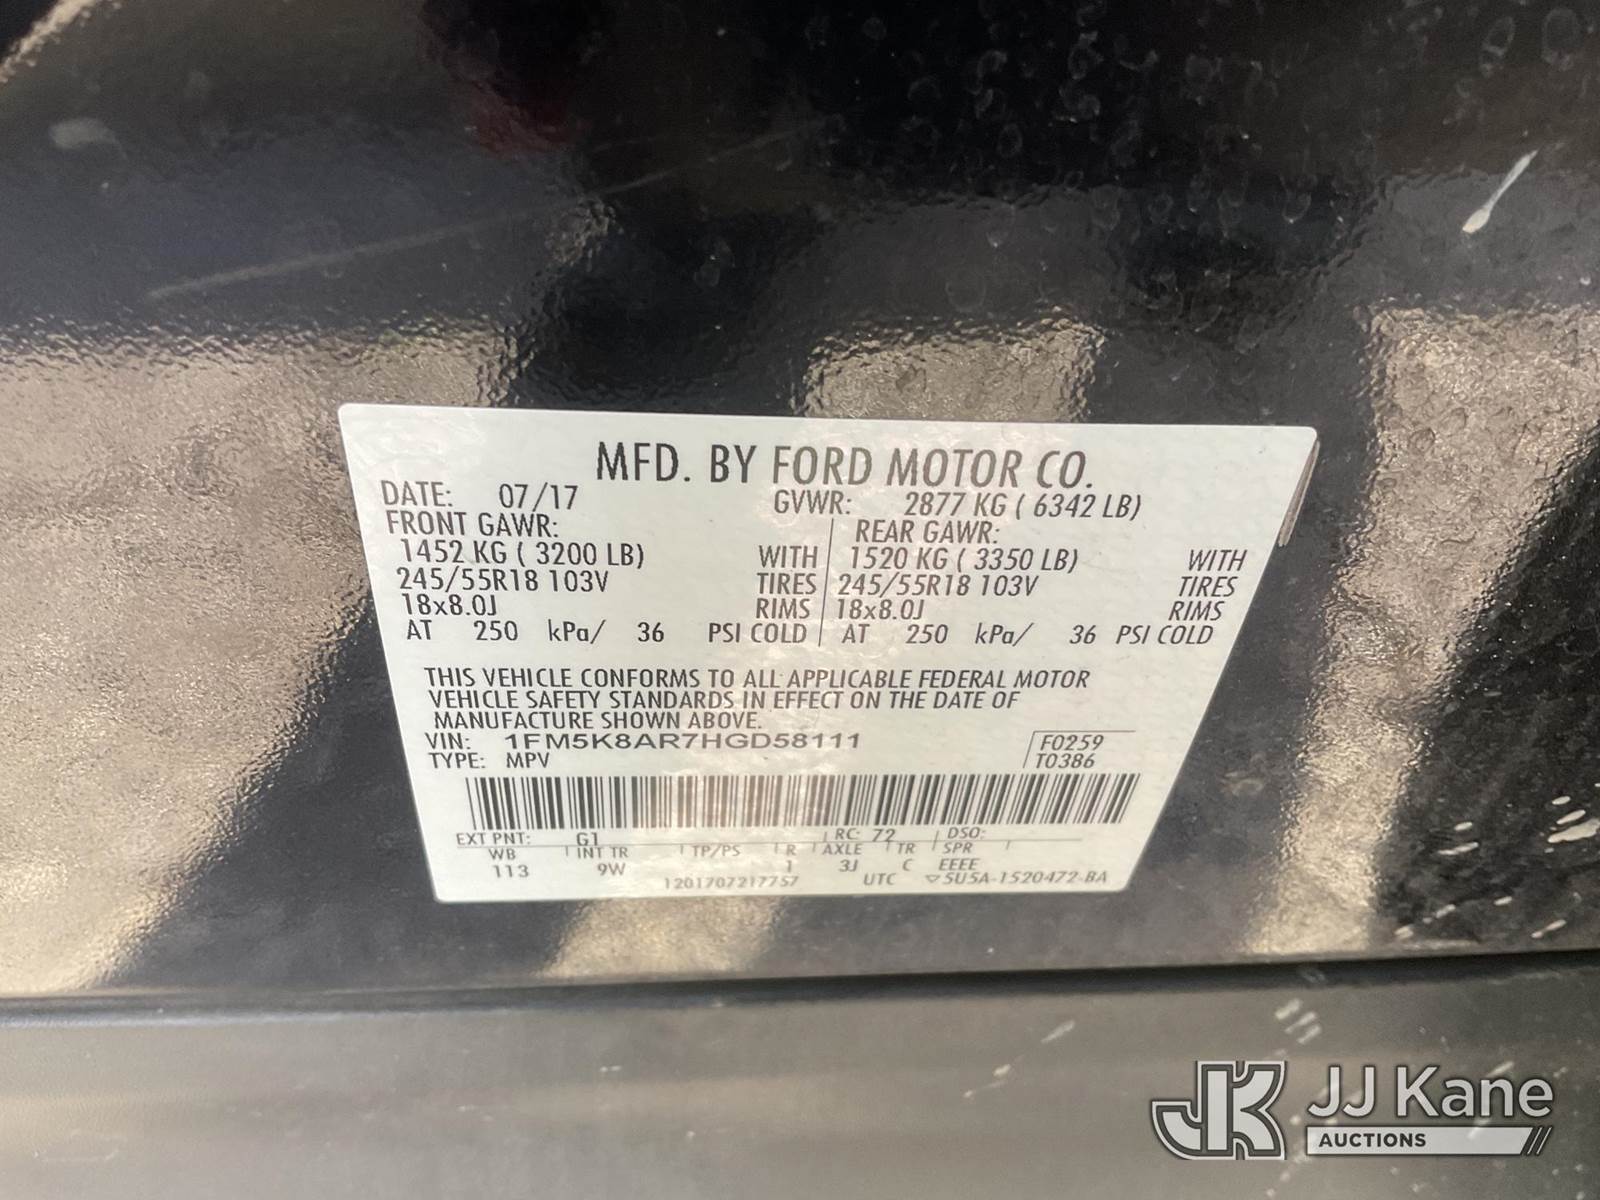 MFD. BY FORD MOTOR CO.
DATE: 07/17 GVWR: 2877 KG ( 6342 LB)
FRONT GAWR: REAR GAWR:
1452 KG ( 3200 LB) WITH 1520 KG ( 3350 LB) WITH
245/55R18 103V TIRES 245/55R18 103V TIRES
18x8.0J RIMS 18x8.0J RIMS
AT 250 kPa/ 36 PSI COLD AT 250 kPa/ 36 PSI COLD
THIS VEHICLE CONFORMS TO ALL APPLICABLE FEDERAL MOTOR
VEHICLE SAFETY STANDARDS IN EFFECT ON THE DATE OF
MANUFACTURE SHOWN ABOVE.
VIN: 1FM5K8AR7HGD58111 F0259
TYPE: MPV T0386
EXT PNT: G1 RC: 72 DSO:
WB INT TR TP/PS R AXLE TR SPR
113 9W 1 3J C EEEE
1201707217757 UTC ▽5U5A-1520472-BA
JK JJ Kane
AUCTIONS